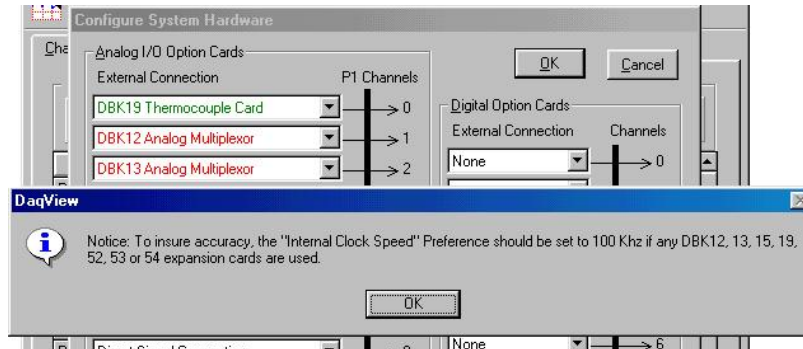 Configure System Hardware
Cha
Analog I/O Option Cards
External Connection P1 Channels
DBK19 Thermocouple Card 0
DBK12 Analog Multiplexor 1
DBK13 Analog Multiplexor 2
OK Cancel
Digital Option Cards
External Connection Channels
None 0
DaqView
Notice: To insure accuracy, the "Internal Clock Speed" Preference should be set to 100 Khz if any DBK12, 13, 15, 19,
52, 53 or 54 expansion cards are used.
OK
None 6